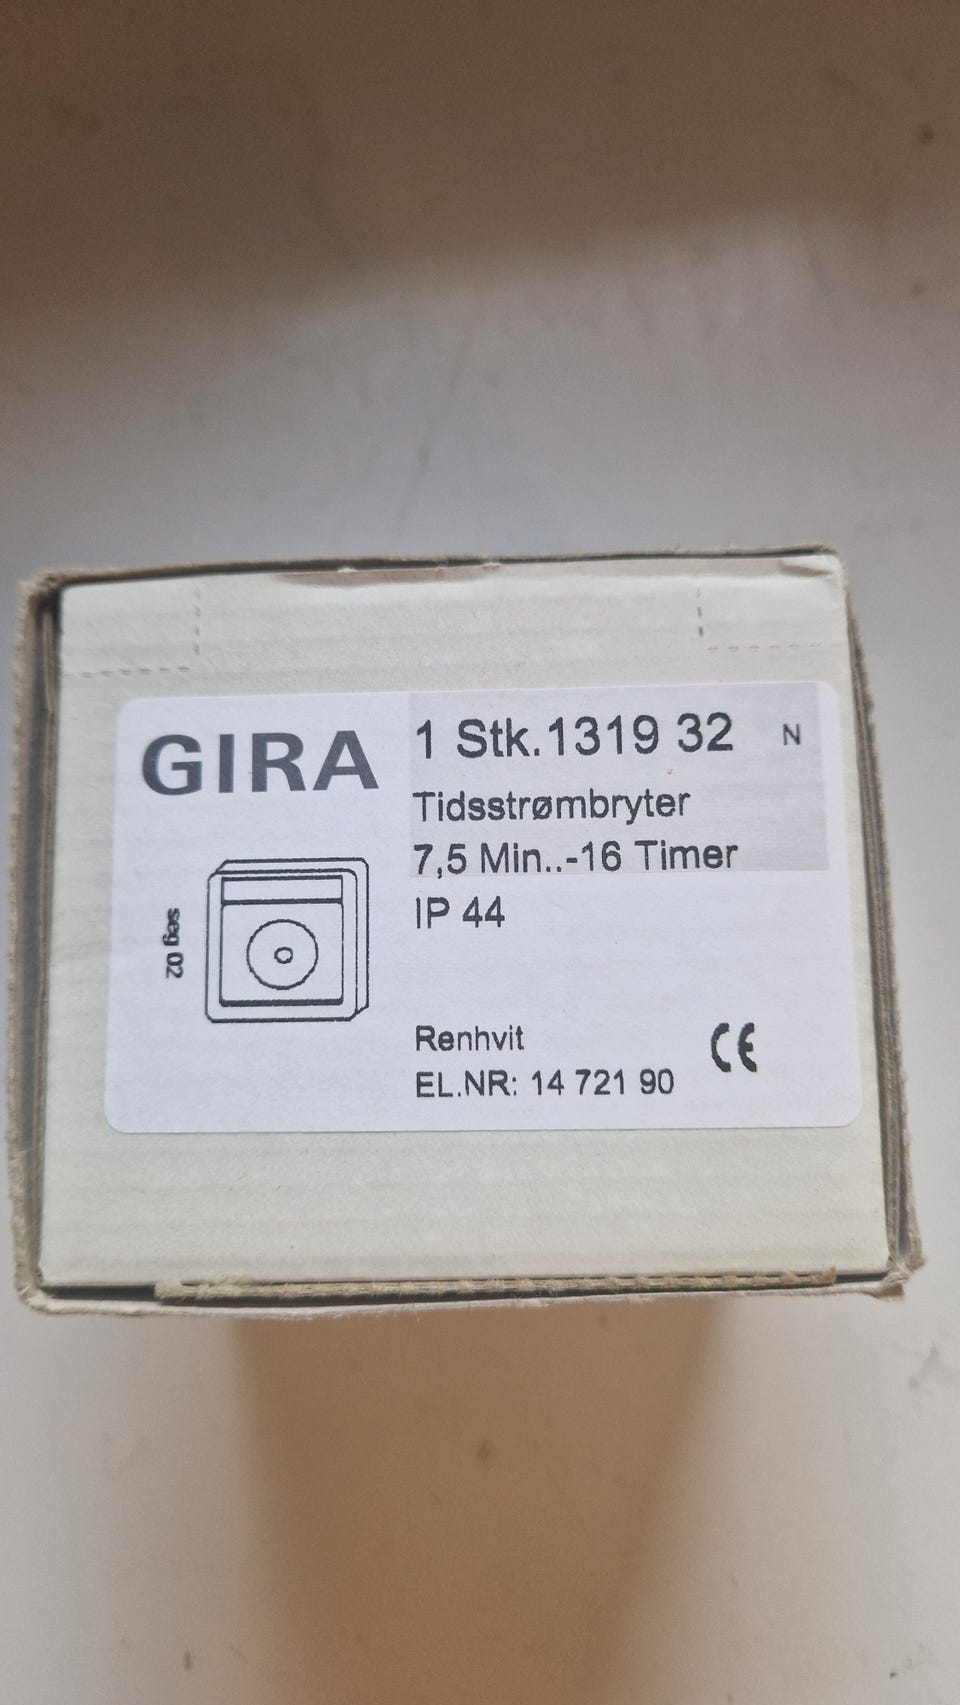 GIRA
1 Stk.1319 32 N
Tidsstrømbryter
7,5 Min..-16 Timer
IP 44
seg 02
Renhvit
CE
EL.NR: 14 721 90